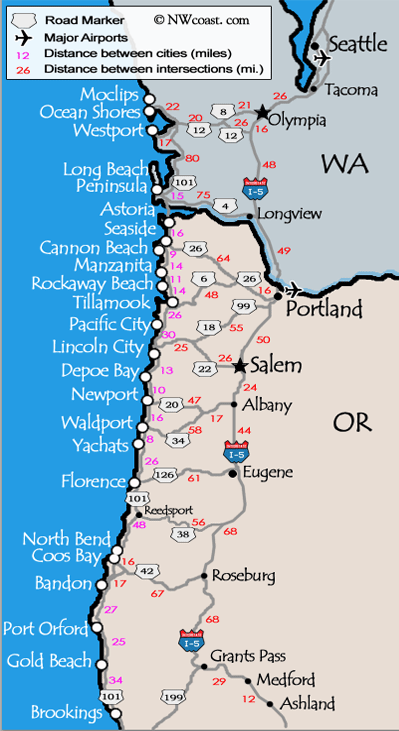 Road Marker © NWcoast. com
Major Airports
12 Distance between cities (miles)
26 Distance between intersections (mi.)
Seattle
Tacoma
26
Moclips
22
Ocean Shores
20
8
21
Olympia
Westport
12
12
26
16
17
80
48
WA
Long Beach
Peninsula
101
15
75
4
I-5
Astoria
Longview
Seaside
16
Cannon Beach
9
26
64
49
Manzanita
14
Rockaway Beach
11
6
26
Tillamook
14
48
16
99
Portland
26
Pacific City
30
18
55
50
Lincoln City
25
22
26
Salem
Depoe Bay
13
24
Newport
10
20
47
Albany
17
Waldport
16
58
34
44
OR
Yachats
8
I-5
26
Florence
126
61
Eugene
101
Reedsport
48
56
38
68
North Bend
Coos Bay
16
42
Bandon
17
67
Roseburg
27
Port Orford
68
25
I-5
Gold Beach
Grants Pass
34
29
Medford
101
199
12
Ashland
Brookings